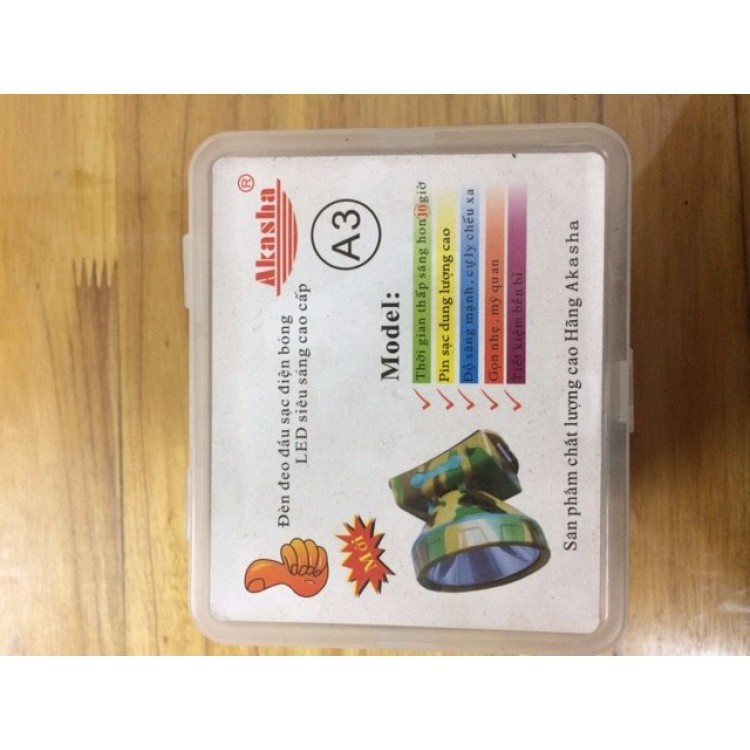 Akasha®
Đèn đeo đầu sạc điện bóng
LED siêu sáng cao cấp
A3
Mới
Model:
Thời gian thấp sáng hơn 10 giờ
Pin sạc dung lượng cao
Độ sáng mạnh , cự ly chếu xa
Gọn nhẹ , mỹ quan
Tiết kiệm bền bỉ
Sản phẩm chất lượng cao Hãng Akasha